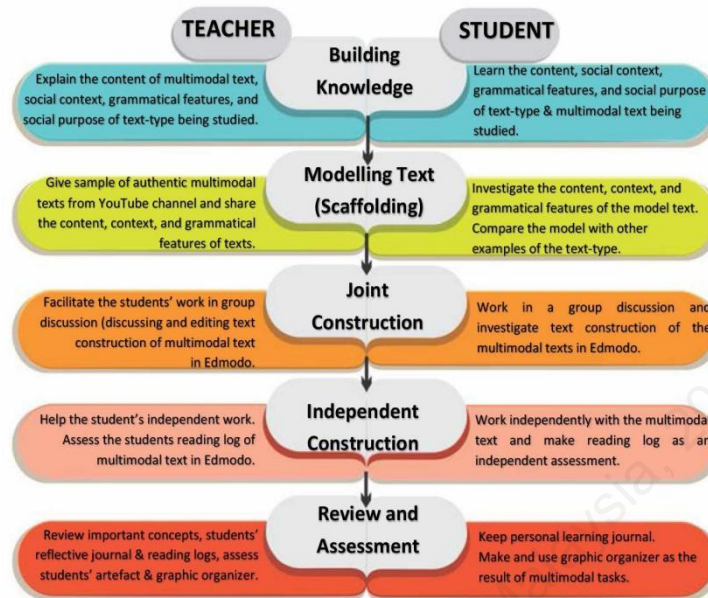 TEACHER
STUDENT
Building
Knowledge
Explain the content of multimodal text,
social context, grammatical features, and
social purpose of text-type being studied.
Learn the content, social context,
grammatical features, and social purpose
of text-type & multimodal text being
studied.
Modelling Text
(Scaffolding)
Give sample of authentic multimodal
texts from YouTube channel and share
the content, context, and grammatical
features of texts.
Investigate the content, context, and
grammatical features of the model text.
Compare the model with other
examples of the text-type.
Joint
Construction
Facilitate the students' work in group
discussion (discussing and editing text
construction of multimodal text
in Edmodo.
Work in a group discussion and
investigate text construction of the
multimodal texts in Edmodo.
Independent
Construction
Help the student's independent work.
Assess the students reading log of
multimodal text in Edmodo.
Work independently with the multimodal
text and make reading log as an
independent assessment.
Review and
Assessment
Review important concepts, students'
reflective journal & reading logs, assess
students' artefact & graphic organizer.
Keep personal learning journal.
Make and use graphic organizer as the
result of multimodal tasks.